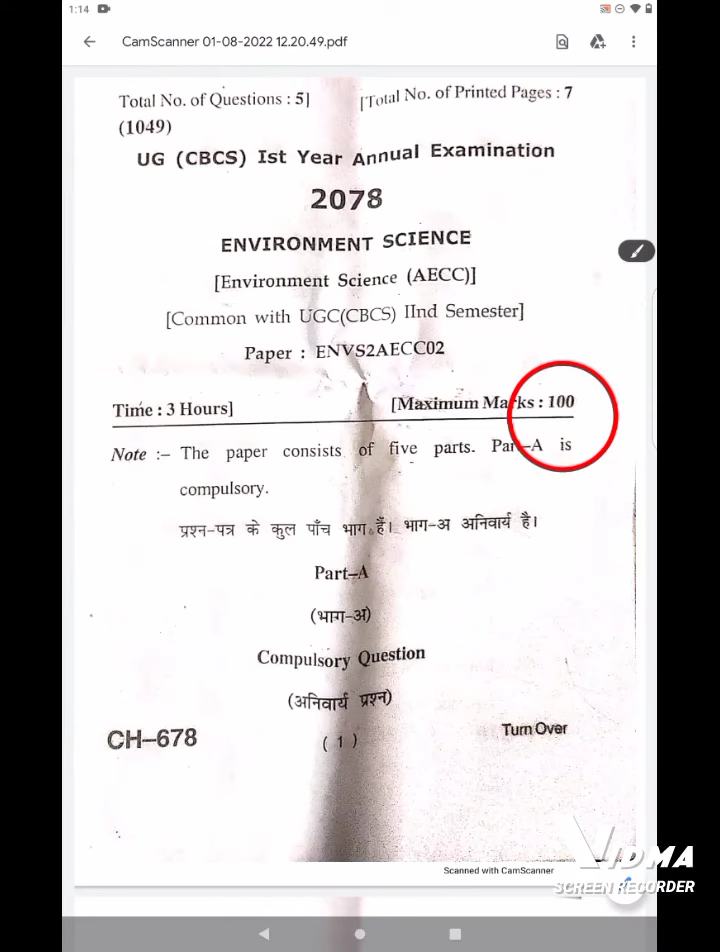 1:14
CamScanner 01-08-2022 12.20.49.pdf
Total No. of Questions : 5] [Total No. of Printed Pages : 7
(1049)
UG (CBCS) Ist Year Annual Examination
2078
ENVIRONMENT SCIENCE
[Environment Science (AECC)]
[Common with UGC(CBCS) IInd Semester]
Paper : ENVS2AECC02
Time : 3 Hours] [Maximum Marks : 100
Note :– The paper consists of five parts. Part–A is
compulsory.
प्रश्न-पत्र के कुल पाँच भाग हैं। भाग-अ अनिवार्य है।
Part–A
(भाग-अ)
Compulsory Question
(अनिवार्य प्रश्न)
CH–678 ( 1 ) Turn Over
Scanned with CamScanner
VIDMA
SCREEN RECORDER